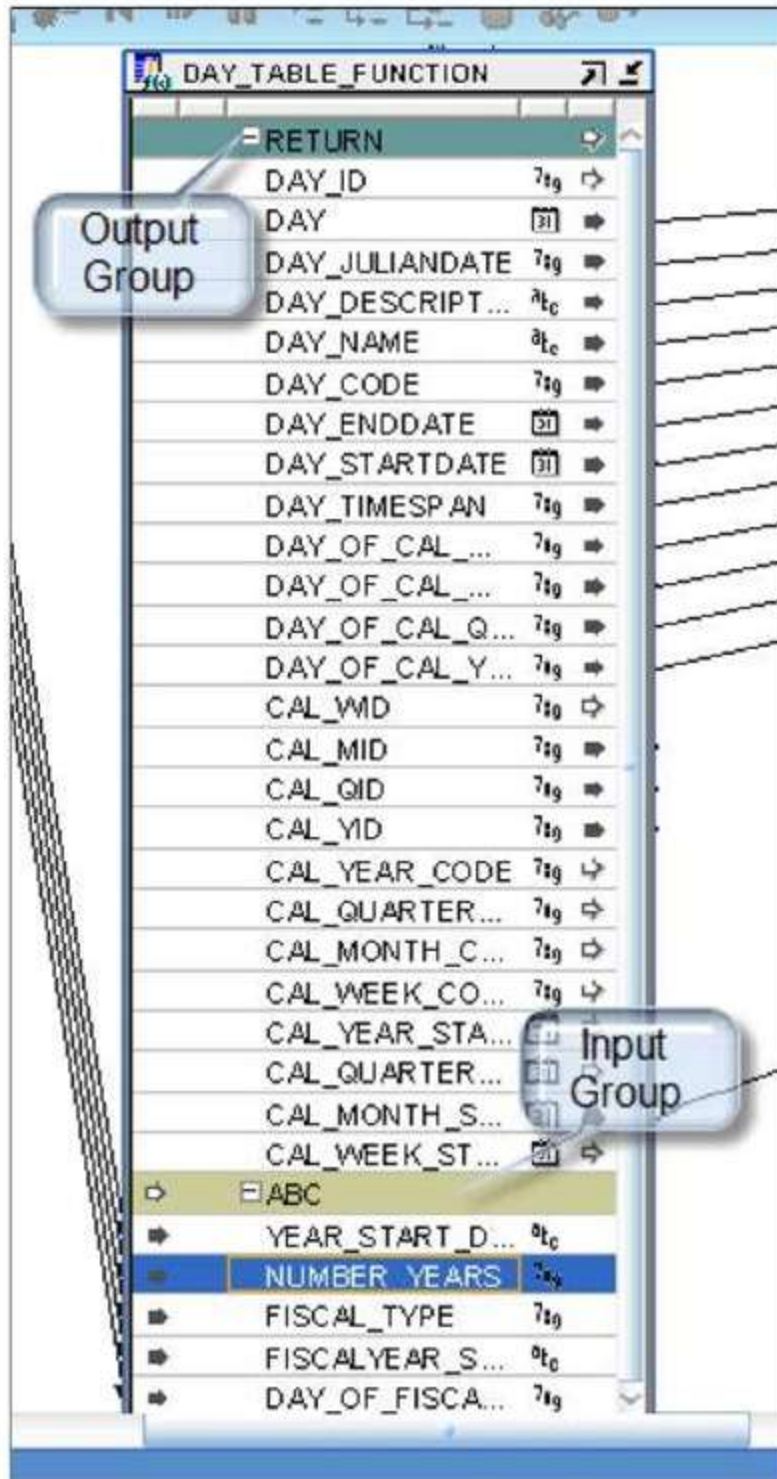 DAY_TABLE_FUNCTION
RETURN
DAY_ID
DAY
DAY_JULIANDATE
DAY_DESCRIPT...
DAY_NAME
DAY_CODE
DAY_ENDDATE
DAY_STARTDATE
DAY_TIMESPAN
DAY_OF_CAL_...
DAY_OF_CAL_...
DAY_OF_CAL_Q...
DAY_OF_CAL_Y...
CAL_WID
CAL_MID
CAL_QID
CAL_YID
CAL_YEAR_CODE
CAL_QUARTER...
CAL_MONTH_C...
CAL_WEEK_CO...
CAL_YEAR_STA...
CAL_QUARTER...
CAL_MONTH_S...
CAL_WEEK_ST...
ABC
YEAR_START_D...
NUMBER_YEARS
FISCAL_TYPE
FISCALYEAR_S...
DAY_OF_FISCA...
Output
Group
Input
Group